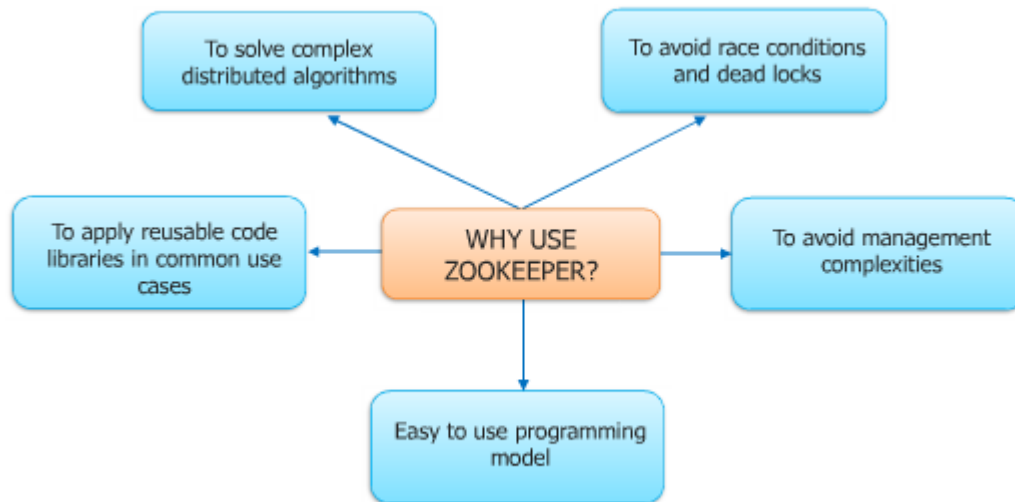 To solve complex
distributed algorithms
To avoid race conditions
and dead locks
To apply reusable code
libraries in common use
cases
WHY USE
ZOOKEEPER?
To avoid management
complexities
Easy to use programming
model